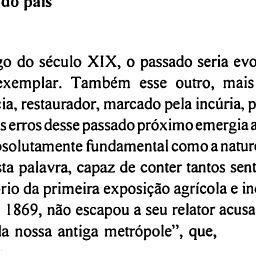 do país
go do século XIX, o passado seria evo
exemplar. Também esse outro, mais
ia, restaurador, marcado pela incúria, p
s erros desse passado próximo emergia a
bsolutamente fundamental como a nature
sta palavra, capaz de conter tantos sent
rio da primeira exposição agrícola e in
1869, não escapou a seu relator acusa
la nossa antiga metrópole”, que,